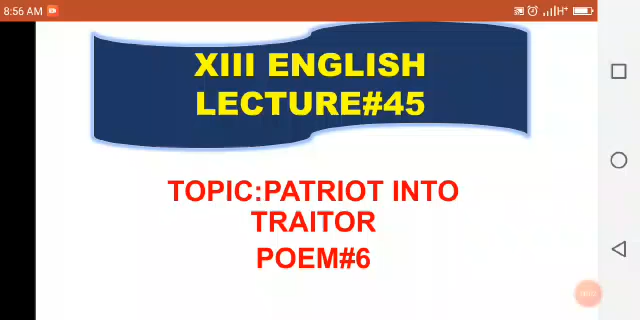 8:56 AM
H+
XIII ENGLISH
LECTURE#45
TOPIC:PATRIOT INTO
TRAITOR
POEM#6